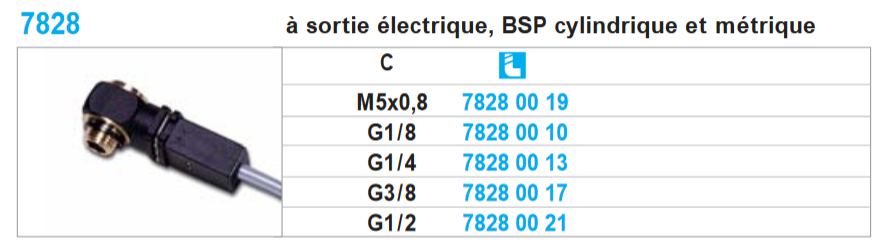 7828 à sortie électrique, BSP cylindrique et métrique
C
M5x0,8 7828 00 19
G1/8 7828 00 10
G1/4 7828 00 13
G3/8 7828 00 17
G1/2 7828 00 21